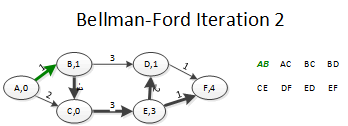 Bellman-Ford Iteration 2
B,1 3 D,1
1 1
A,0 F,4 AB AC BC BD
2 1 CE DF ED EF
C,0 3 E,3